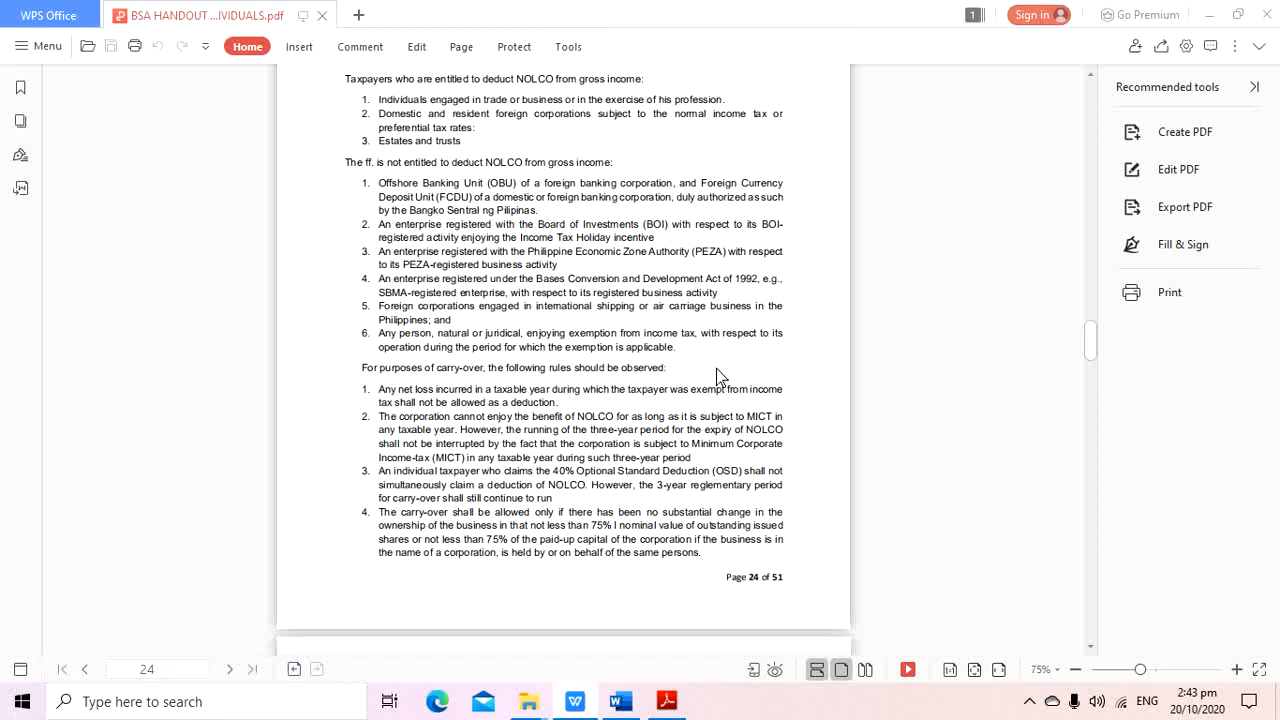 WPS Office
BSA HANDOUT ...IVIDUALS.pdf
1
Sign in
Go Premium
Menu
Home
Insert
Comment
Edit
Page
Protect
Tools
Taxpayers who are entitled to deduct NOLCO from gross income:
1. Individuals engaged in trade or business or in the exercise of his profession.
2. Domestic and resident foreign corporations subject to the normal income tax or
preferential tax rates:
3. Estates and trusts
The ff. is not entitled to deduct NOLCO from gross income:
1. Offshore Banking Unit (OBU) of a foreign banking corporation, and Foreign Currency
Deposit Unit (FCDU) of a domestic or foreign banking corporation, duly authorized as such
by the Bangko Sentral ng Pilipinas.
2. An enterprise registered with the Board of Investments (BOI) with respect to its BOI-
registered activity enjoying the Income Tax Holiday incentive
3. An enterprise registered with the Philippine Economic Zone Authority (PEZA) with respect
to its PEZA-registered business activity
4. An enterprise registered under the Bases Conversion and Development Act of 1992, e.g.,
SBMA-registered enterprise, with respect to its registered business activity
5. Foreign corporations engaged in international shipping or air carriage business in the
Philippines; and
6. Any person, natural or juridical, enjoying exemption from income tax, with respect to its
operation during the period for which the exemption is applicable.
For purposes of carry-over, the following rules should be observed:
1. Any net loss incurred in a taxable year during which the taxpayer was exempt from income
tax shall not be allowed as a deduction.
2. The corporation cannot enjoy the benefit of NOLCO for as long as it is subject to MICT in
any taxable year. However, the running of the three-year period for the expiry of NOLCO
shall not be interrupted by the fact that the corporation is subject to Minimum Corporate
Income-tax (MICT) in any taxable year during such three-year period
3. An individual taxpayer who claims the 40% Optional Standard Deduction (OSD) shall not
simultaneously claim a deduction of NOLCO. However, the 3-year reglementary period
for carry-over shall still continue to run
4. The carry-over shall be allowed only if there has been no substantial change in the
ownership of the business in that not less than 75% I nominal value of outstanding issued
shares or not less than 75% of the paid-up capital of the corporation if the business is in
the name of a corporation, is held by or on behalf of the same persons.
Page 24 of 51
Recommended tools
Create PDF
Edit PDF
Export PDF
Fill & Sign
Print
24
75%
Type here to search
ENG
2:43 pm
20/10/2020